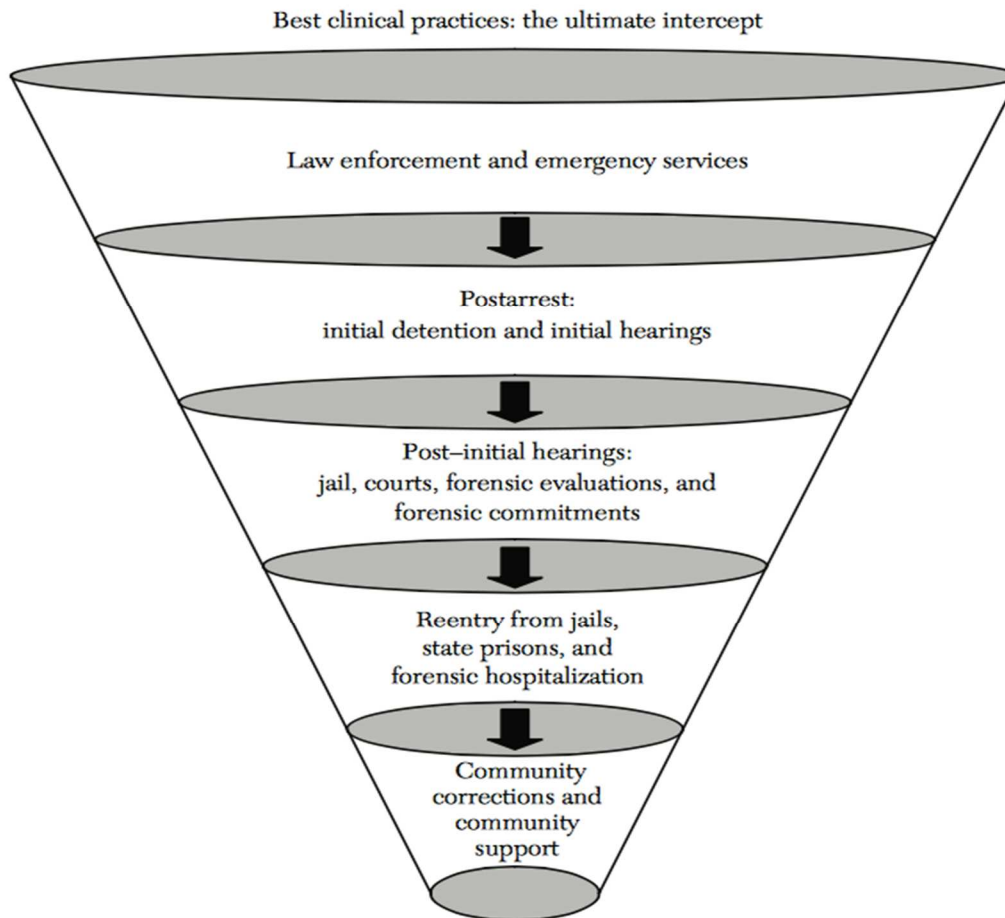 Best clinical practices: the ultimate intercept
Law enforcement and emergency services
Postarrest:
initial detention and initial hearings
Post–initial hearings:
jail, courts, forensic evaluations, and
forensic commitments
Reentry from jails,
state prisons, and
forensic hospitalization
Community
corrections and
community
support